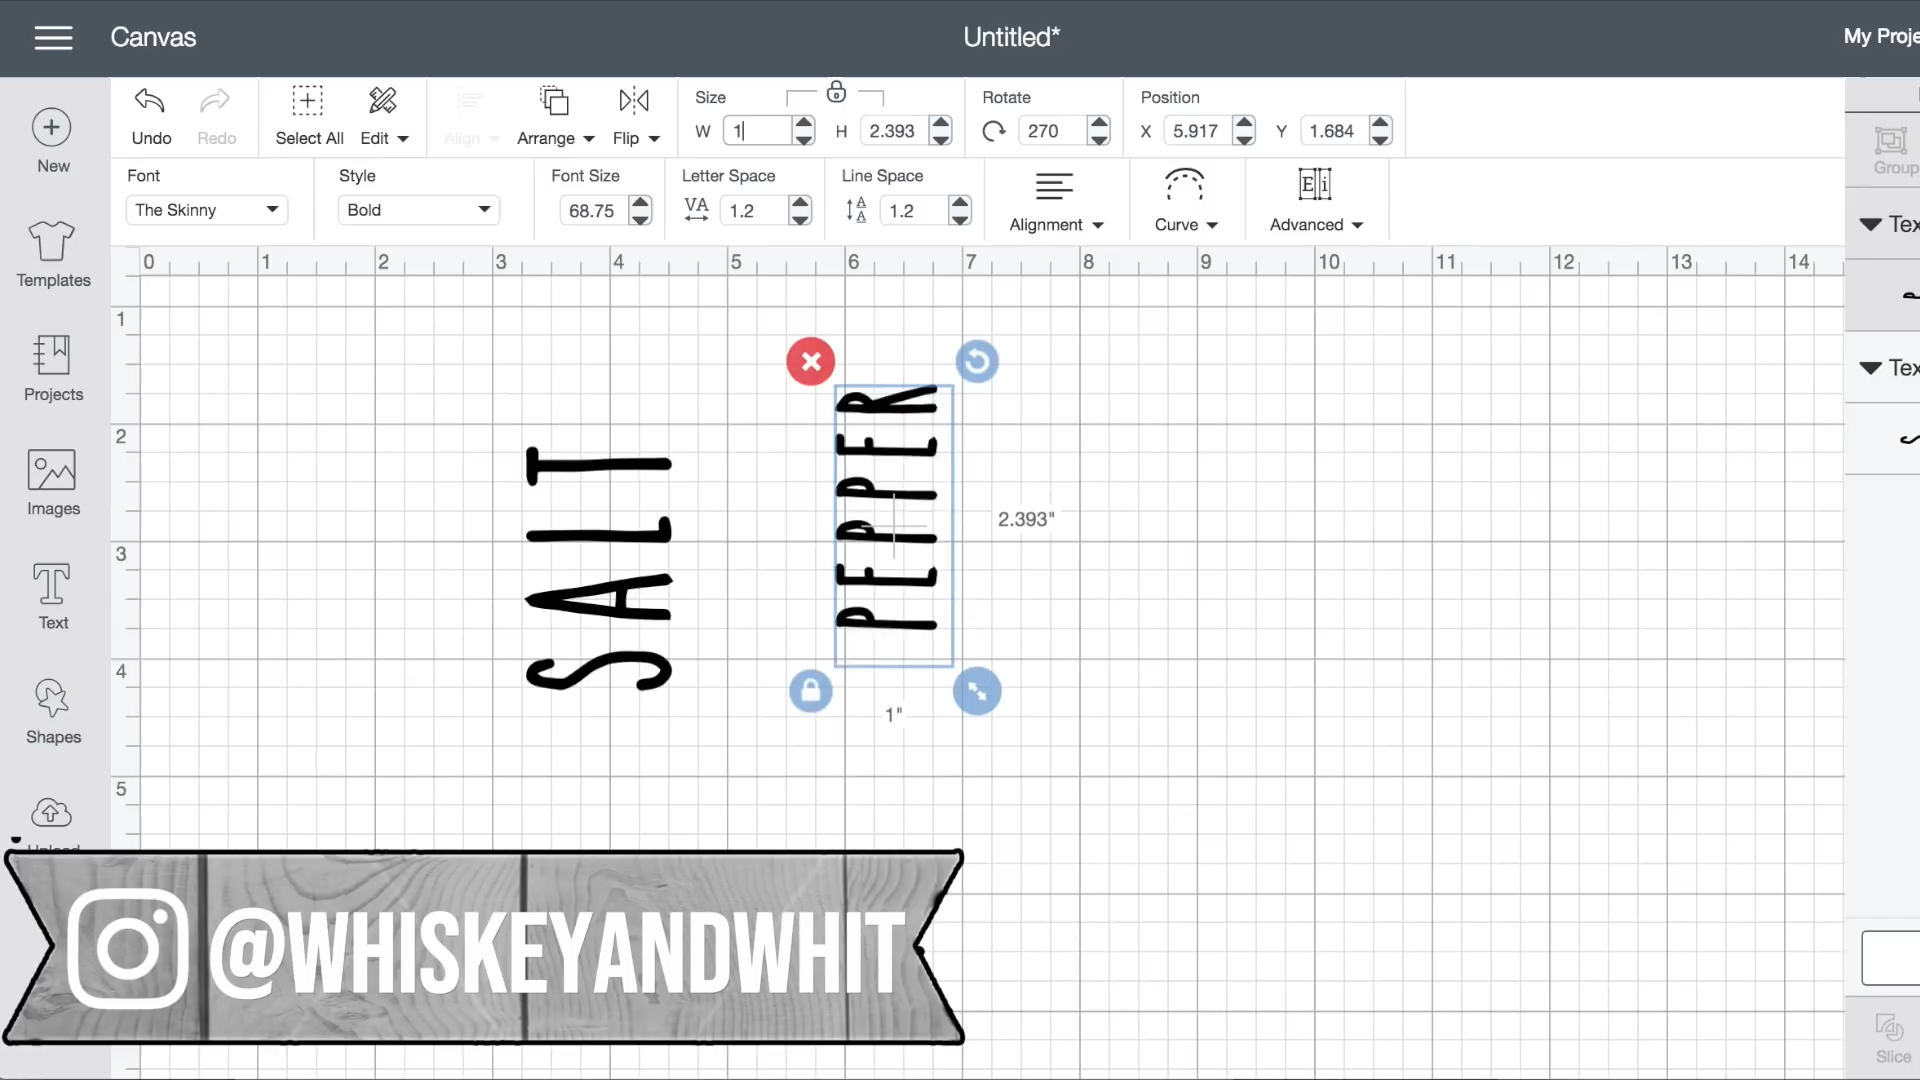 Canvas
Untitled*
My Proje
Undo
Redo
Select All
Edit
Align
Arrange
Flip
Size
W 1
H 2.393
Rotate
270
Position
X 5.917
Y 1.684
Font
The Skinny
Style
Bold
Font Size
68.75
Letter Space
VA 1.2
Line Space
1.2
Alignment
Curve
Advanced
New
Templates
Projects
Images
Text
Shapes
Upload
0 1 2 3 4 5 6 7 8 9 10 11 12 13 14
1
2
3
4
5
SALT
PEPPER
2.393"
1"
Group
Tex
Tex
Slice
@WHISKEYANDWHIT